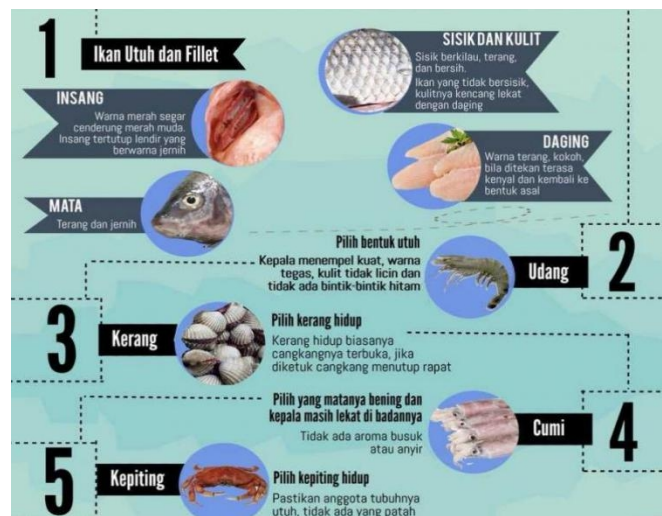 1
Ikan Utuh dan Fillet
INSANG
Warna merah segar
cenderung merah muda.
Insang tertutup lendir yang
berwarna jernih
MATA
Terang dan jernih
SISIK DAN KULIT
Sisik berkilau, terang,
dan bersih.
Ikan yang tidak bersisik,
kulitnya kencang lekat
dengan daging
DAGING
Warna terang, kokoh,
bila ditekan terasa
kenyal dan kembali ke
bentuk asal
2
Udang
Pilih bentuk utuh
Kepala menempel kuat, warna
tegas, kulit tidak licin dan
tidak ada bintik-bintik hitam
3
Kerang
Pilih kerang hidup
Kerang hidup biasanya
cangkangnya terbuka, jika
diketuk cangkang menutup rapat
4
Cumi
Pilih yang matanya bening dan
kepala masih lekat di badannya
Tidak ada aroma busuk
atau anyir
5
Kepiting
Pilih kepiting hidup
Pastikan anggota tubuhnya
utuh, tidak ada yang patah